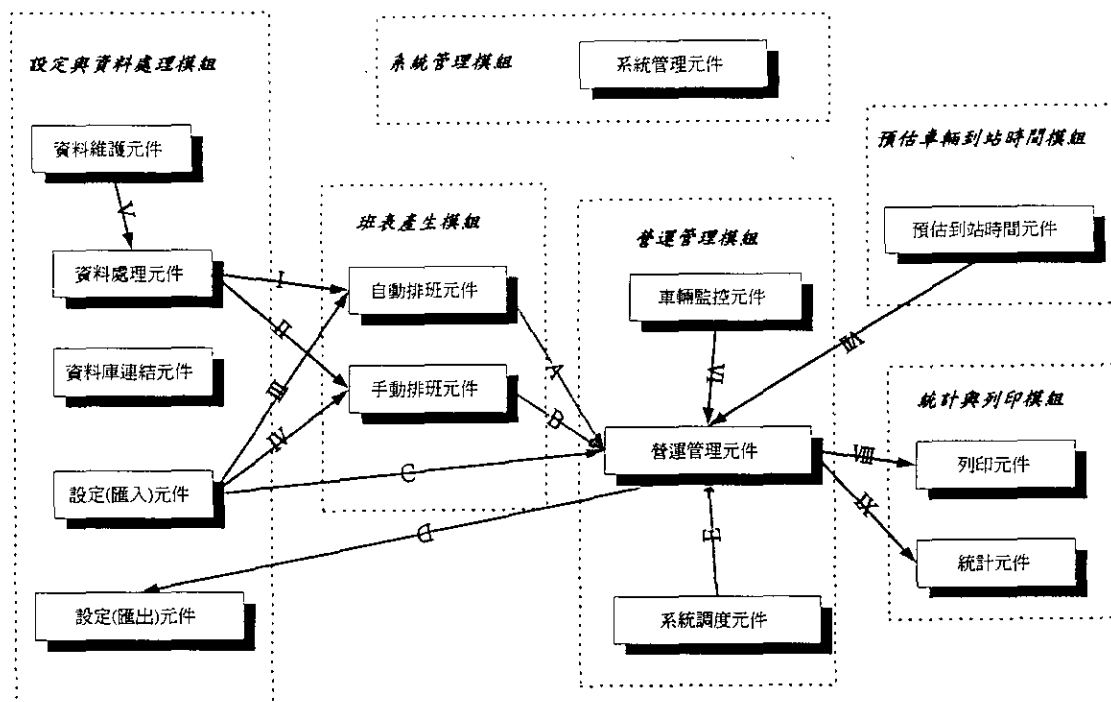 設定與資料處理模組
資料維護元件
V
資料處理元件
資料庫連結元件
設定(匯入)元件
設定(匯出)元件
I
II
III
IV
C
D
系統管理模組
系統管理元件
班表產生模組
自動排班元件
手動排班元件
A
B
營運管理模組
車輛監控元件
VI
營運管理元件
E
系統調度元件
預估車輛到站時間模組
預估到站時間元件
VII
統計與列印模組
VIII
列印元件
XI
統計元件